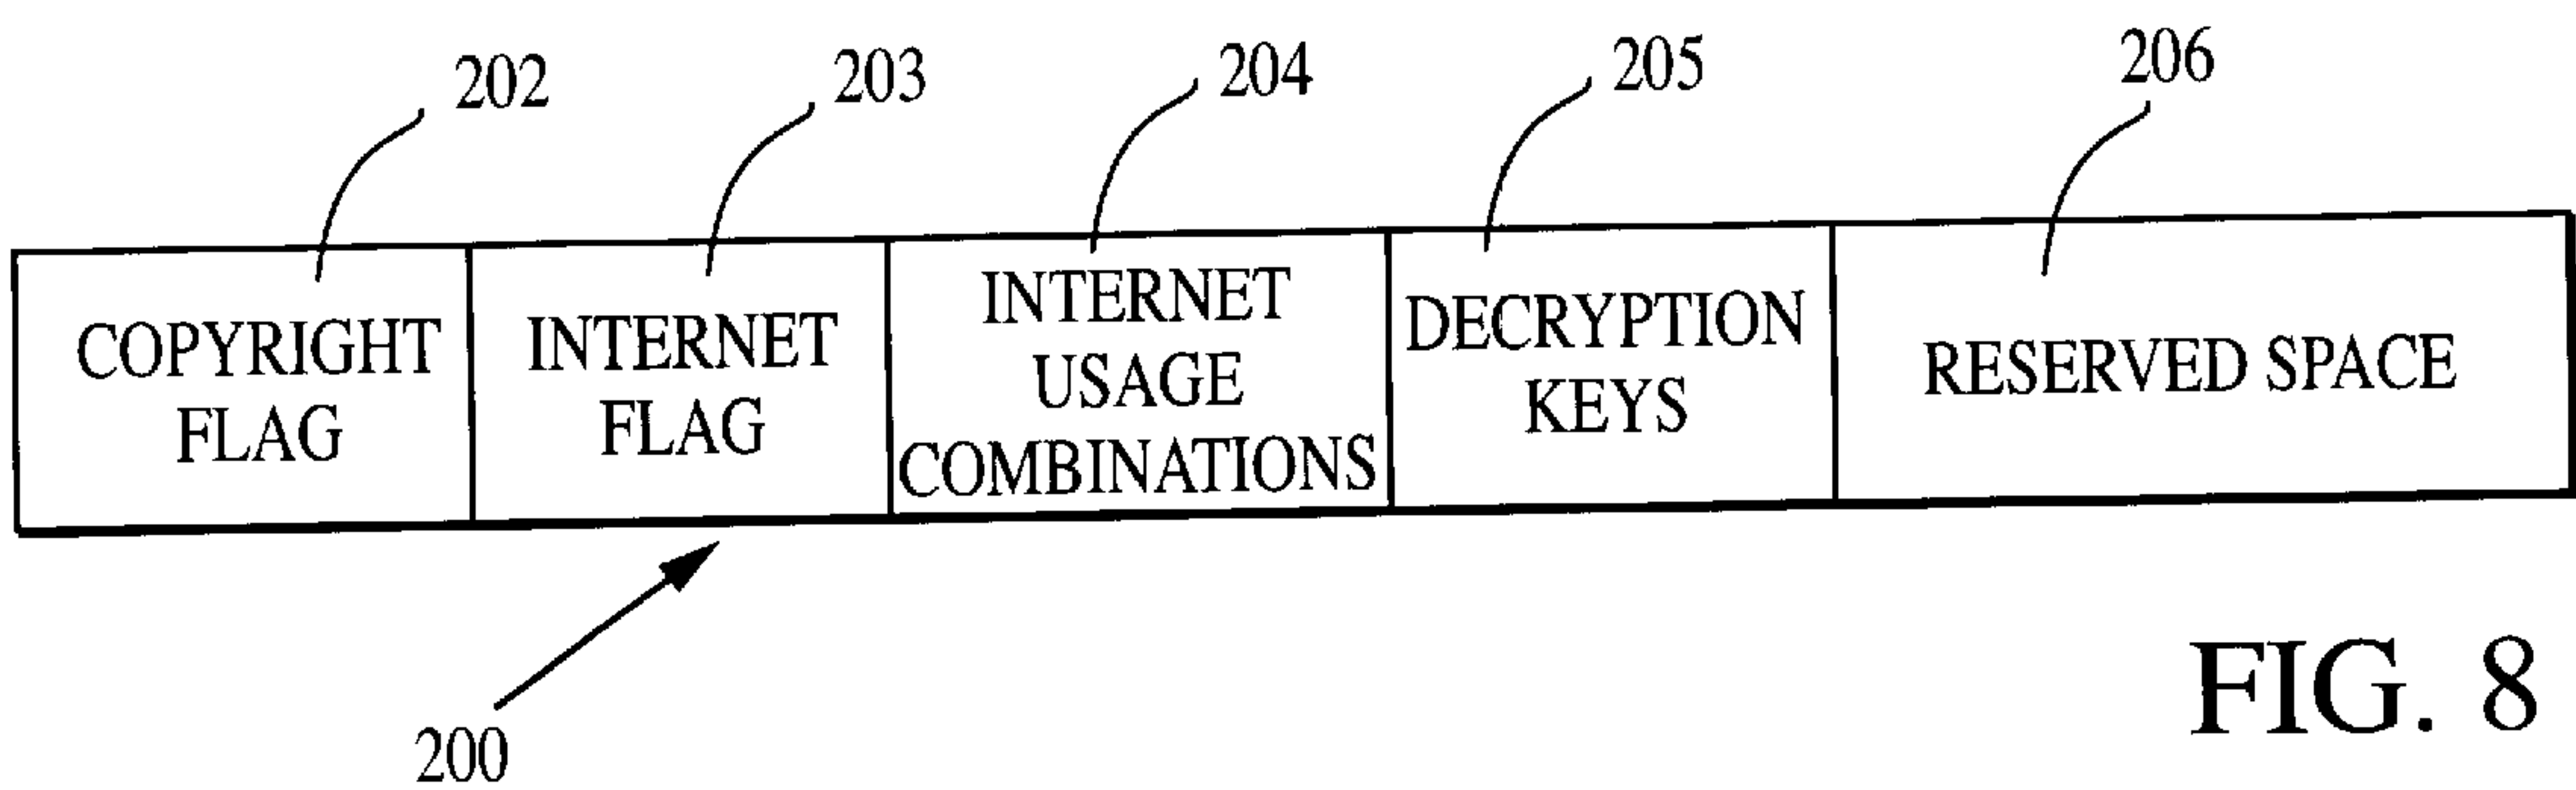 202
203
204
205
206
COPYRIGHT
FLAG
INTERNET
FLAG
INTERNET
USAGE
COMBINATIONS
DECRYPTION
KEYS
RESERVED SPACE
200
FIG. 8